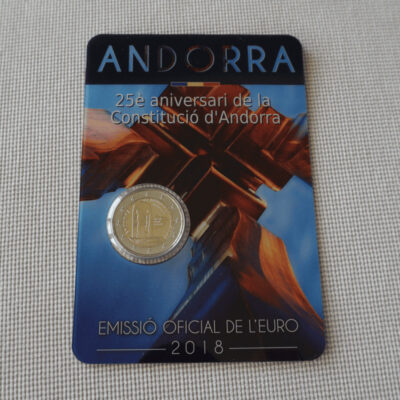 ANDORRA
25è aniversari de la
Constitució d'Andorra
EMISSIÓ OFICIAL DE L'EURO
2018